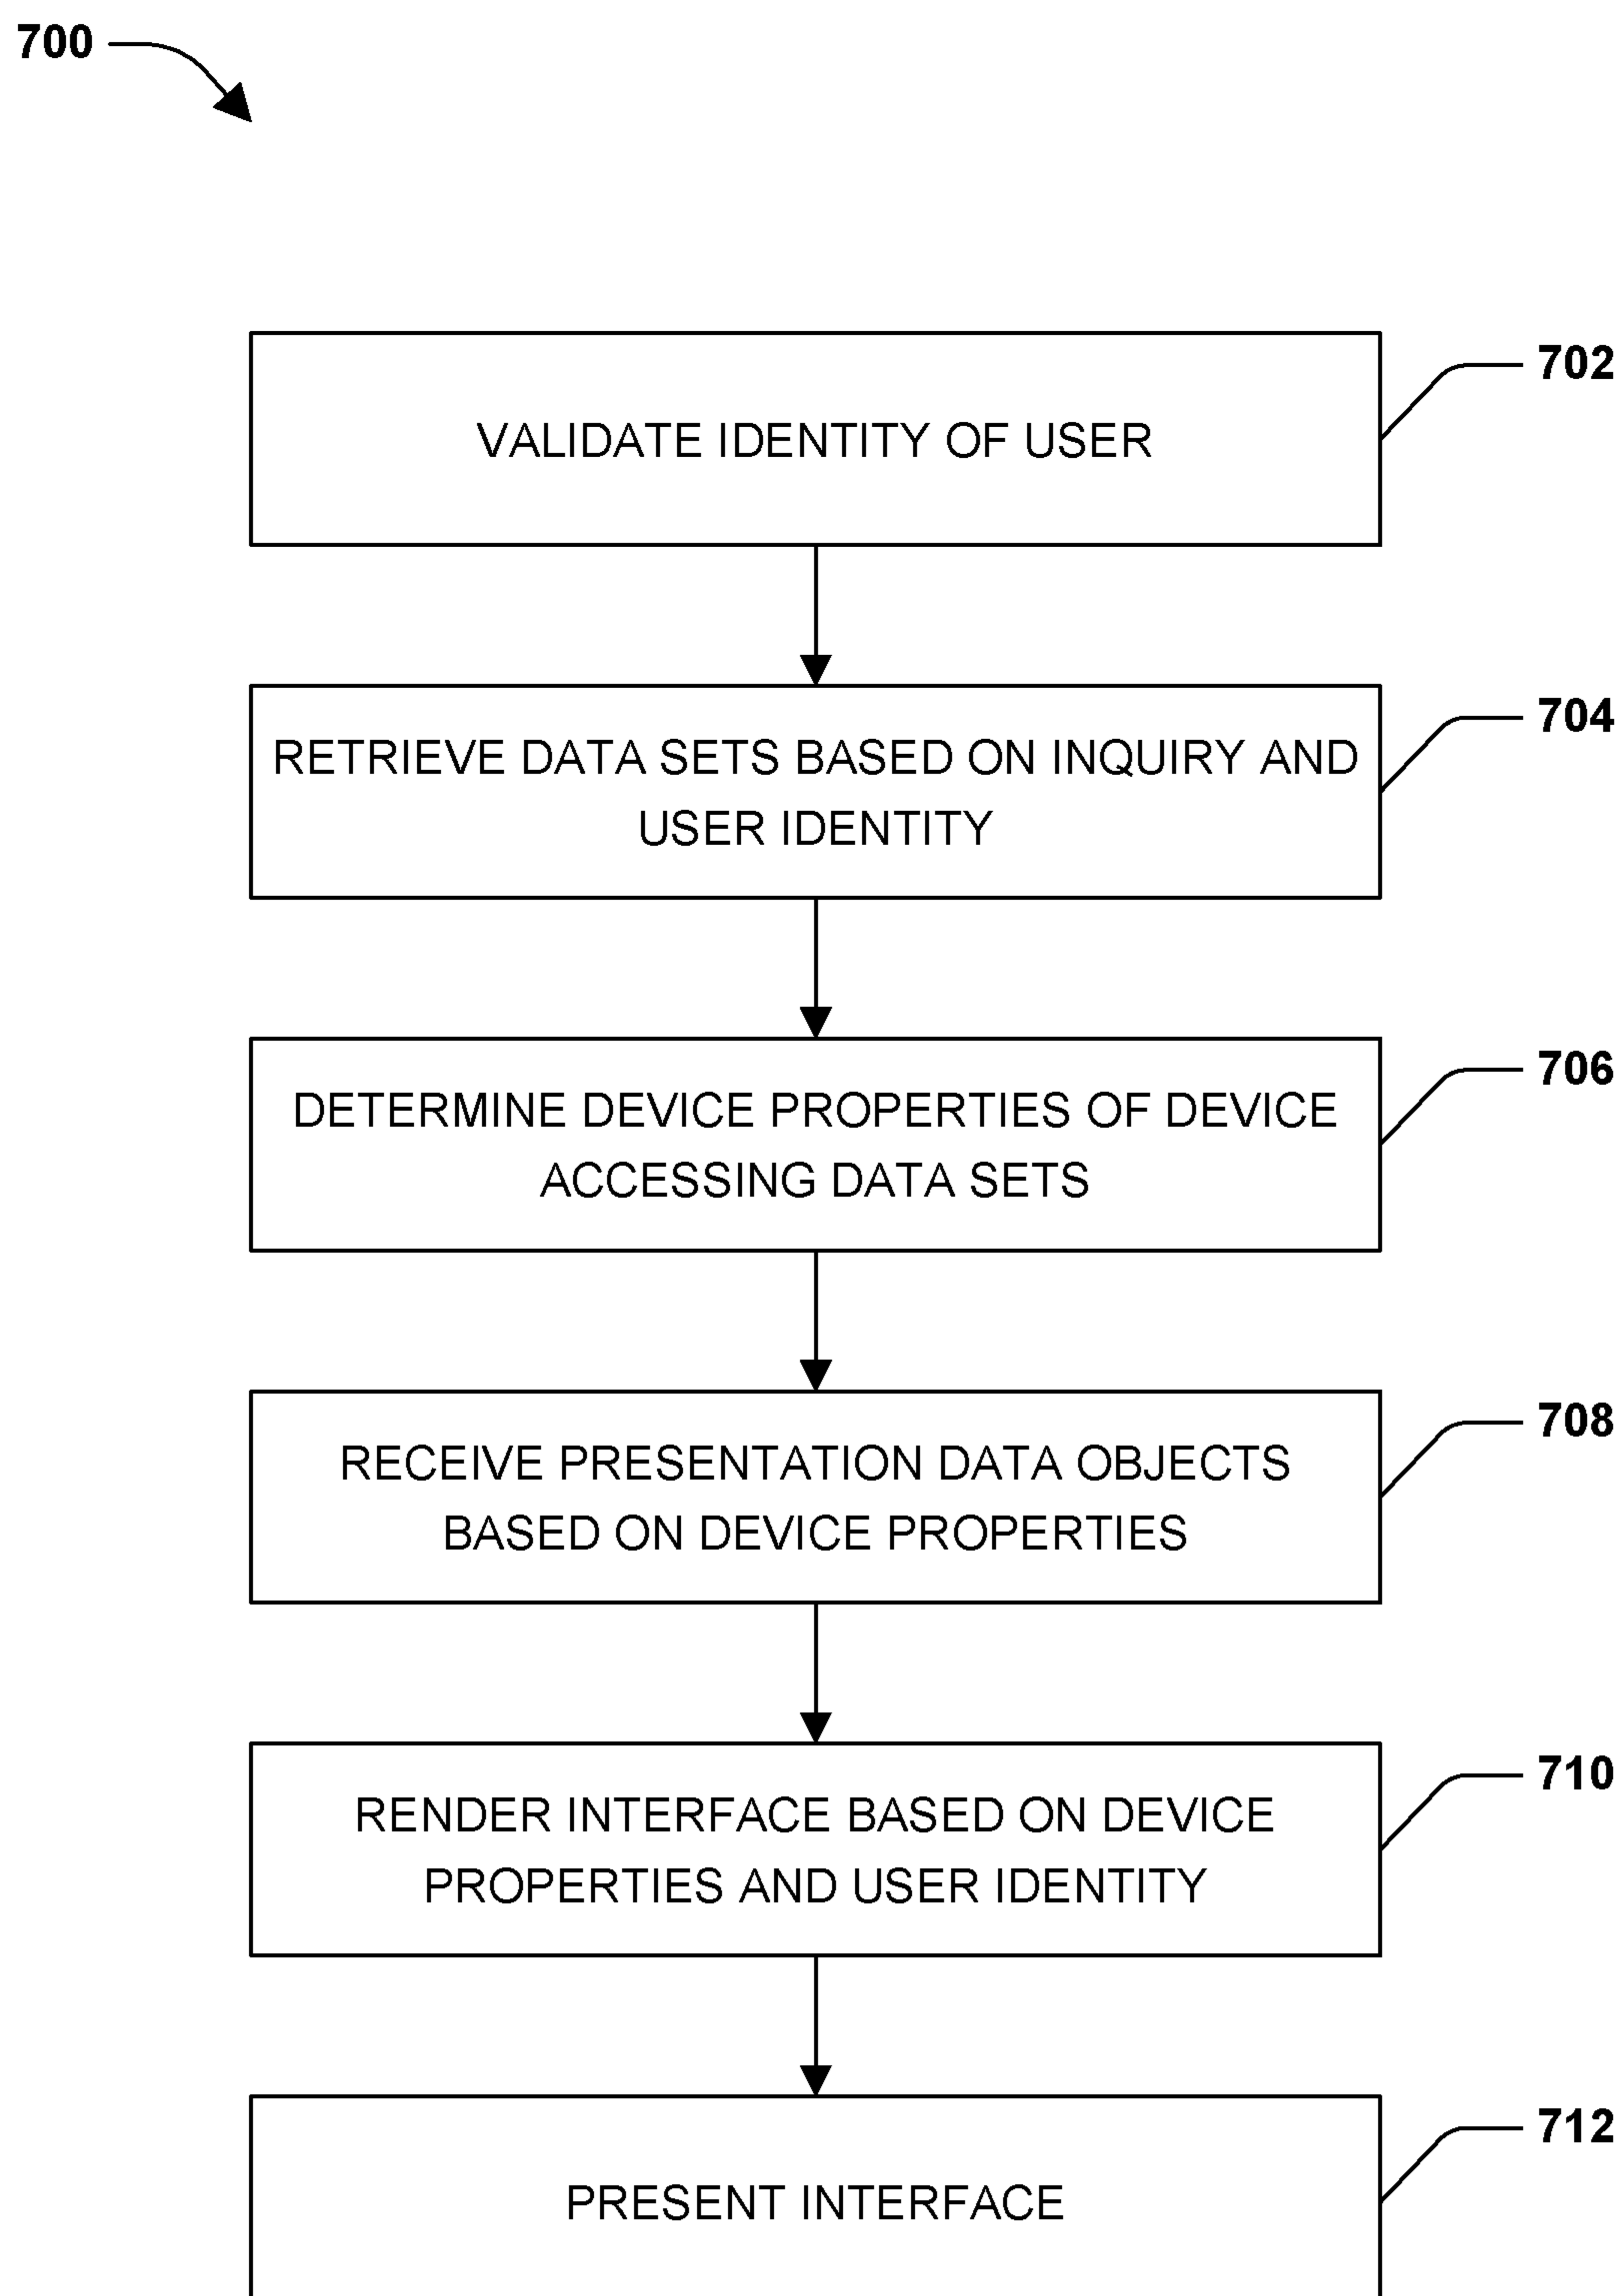 700
702
VALIDATE IDENTITY OF USER
704
RETRIEVE DATA SETS BASED ON INQUIRY AND
USER IDENTITY
706
DETERMINE DEVICE PROPERTIES OF DEVICE
ACCESSING DATA SETS
708
RECEIVE PRESENTATION DATA OBJECTS
BASED ON DEVICE PROPERTIES
710
RENDER INTERFACE BASED ON DEVICE
PROPERTIES AND USER IDENTITY
712
PRESENT INTERFACE